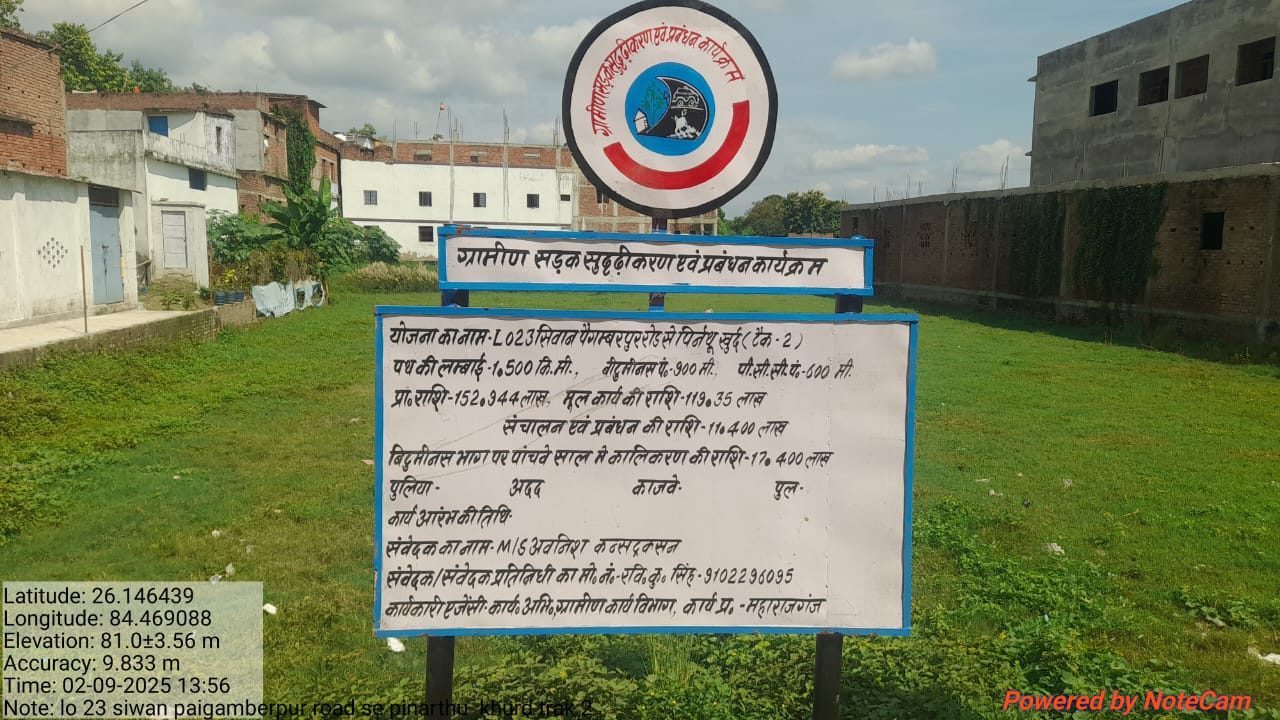 ग्रामीण सड़क सुदृढ़ीकरण एवं प्रबंधन कार्यक्रम
ग्रामीण सड़क सुदृढ़ीकरण एवं प्रबंधन कार्यक्रम
योजना का नाम- L023 सिवान पैगम्बरपुर रोड से पिनर्थू खुर्द (टैक-2)
पथ की लम्बाई-1.500 कि.मी., बीटुमीनस पं.-900 मी. पी.सी.सी.पं.-600 मी.
प्रा.राशि-152.944 लाख, मूल कार्य की राशि-119.35 लाख
संचालन एवं प्रबंधन की राशि-11.400 लाख
बिटुमीनस भाग पर पांचवे साल मे कालिकरण की राशि-17.400 लाख
पुलिया- अदद काजवे- पुल-
कार्य आरंभ की तिथि-
संवेदक का नाम- M/S अवनिश कन्सट्रकसन
संवेदक/संवेदक प्रतिनिधी का मो.नं.-रवि.कु. सिंह-9102296095
कार्यकारी एजेंसी-कार्य. अभि.,ग्रामीण कार्य विभाग, कार्य प्र.-महाराजगंज
Latitude: 26.146439
Longitude: 84.469088
Elevation: 81.0±3.56 m
Accuracy: 9.833 m
Time: 02-09-2025 13:56
Note: lo 23 siwan paigamberpur road se pinarthu khurd trak 2
Powered by NoteCam